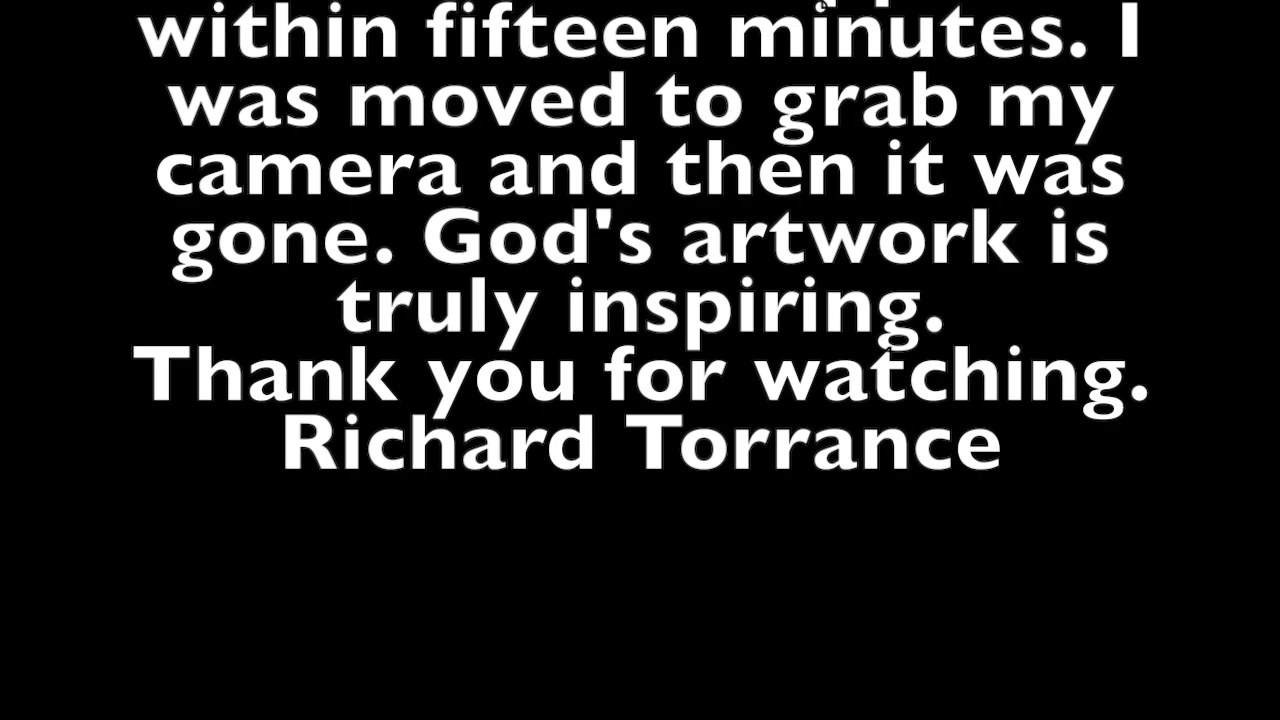 within fifteen minutes. I
was moved to grab my
camera and then it was
gone. God's artwork is
truly inspiring.
Thank you for watching.
Richard Torrance